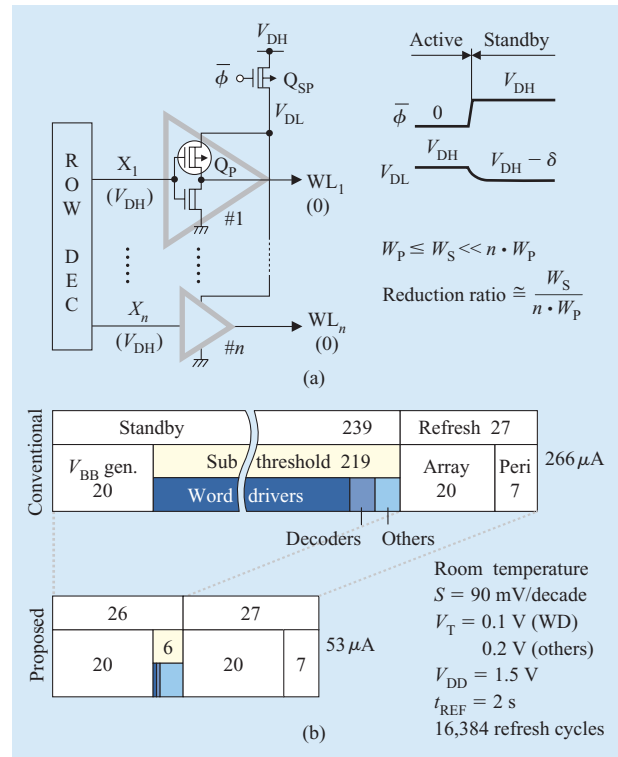 V_DH
φ̄
Q_SP
V_DL
ROW DEC
X_1
(V_DH)
Q_P
#1
WL_1
(0)
X_n
(V_DH)
#n
WL_n
(0)
(a)
Active Standby
φ̄ 0 V_DH
V_DL V_DH V_DH − δ
W_P ≤ W_S << n • W_P
Reduction ratio ≅ W_S / n • W_P
Conventional
Standby 239 Refresh 27
V_BB gen. 20
Sub threshold 219
Word drivers
Array 20
Peri 7
266 μA
Decoders Others
Proposed
26 27
20 6 20 7
53 μA
Room temperature
S = 90 mV/decade
V_T = 0.1 V (WD)
0.2 V (others)
V_DD = 1.5 V
t_REF = 2 s
16,384 refresh cycles
(b)